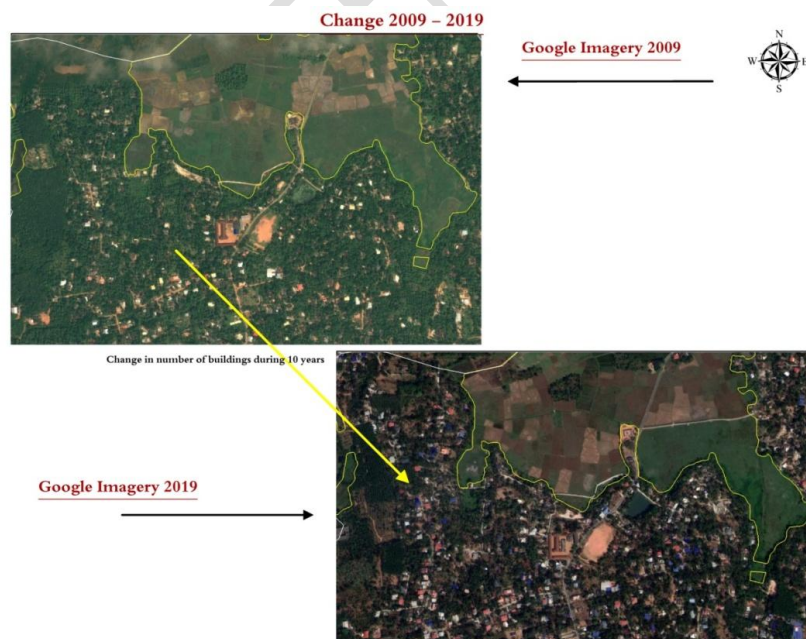 Change 2009 – 2019
Google Imagery 2009
N
W E
S
Change in number of buildings during 10 years
Google Imagery 2019